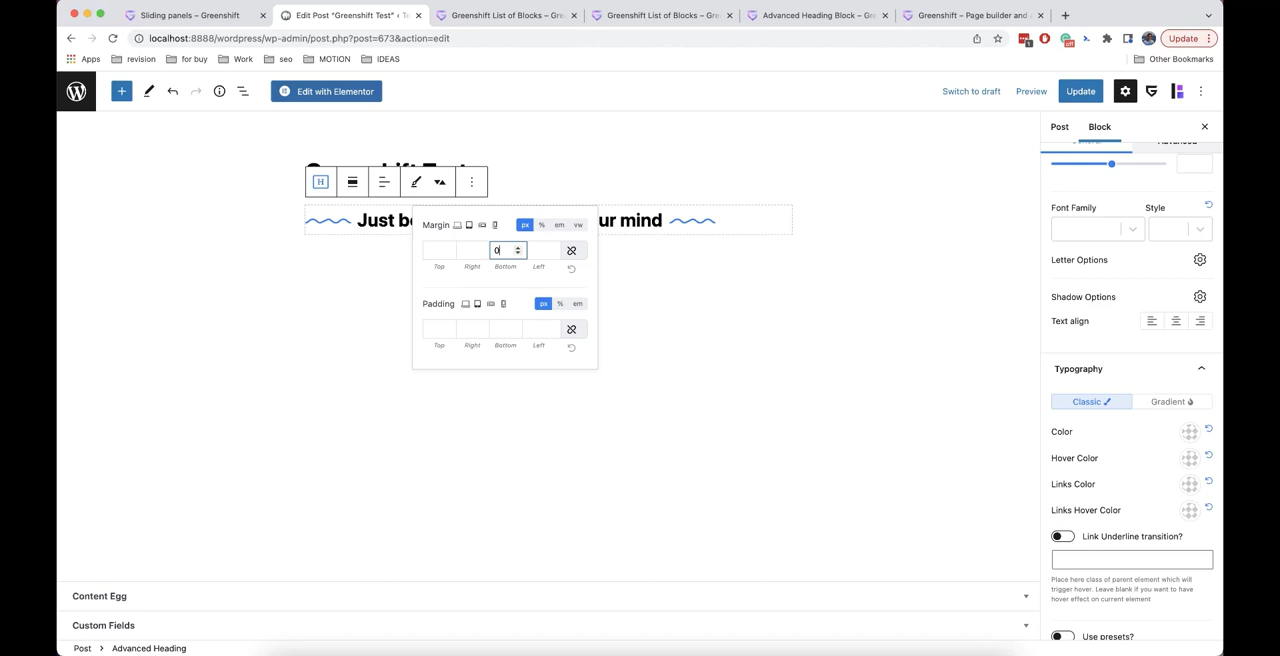 Sliding panels – Greenshift
Edit Post "Greenshift Test" ‹ Te
Greenshift List of Blocks – Gre
Greenshift List of Blocks – Gre
Advanced Heading Block – Gre
Greenshift – Page builder and a
localhost:8888/wordpress/wp-admin/post.php?post=673&action=edit
1
off
Update
Apps
revision
for buy
Work
seo
MOTION
IDEAS
Other Bookmarks
Edit with Elementor
Switch to draft
Preview
Update
Post
Block
H
Just be
ur mind
Margin
px
%
em
vw
0
Top
Right
Bottom
Left
Padding
px
%
em
Top
Right
Bottom
Left
Font Family
Style
Letter Options
Shadow Options
Text align
Typography
Classic
Gradient
Color
Hover Color
Links Color
Links Hover Color
Link Underline transition?
Place here class of parent element which will
trigger hover. Leave blank if you want to have
hover effect on current element
Use presets?
Content Egg
Custom Fields
Post > Advanced Heading